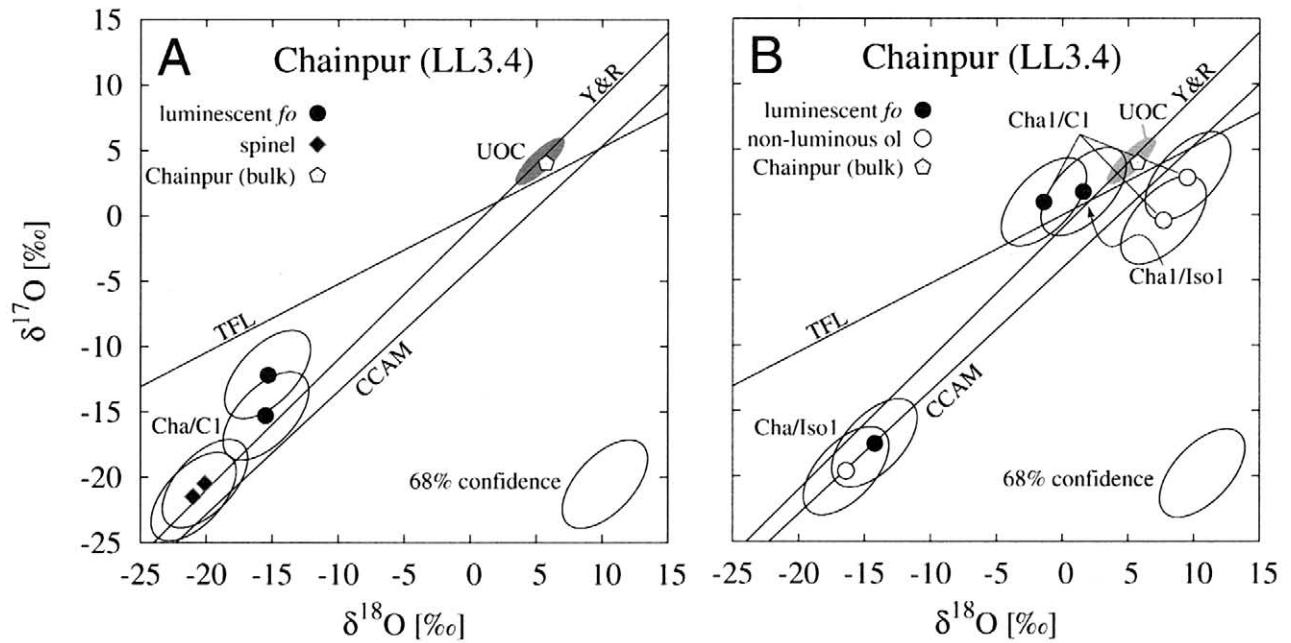 A
Chainpur (LL3.4)
luminescent fo
spinel
Chainpur (bulk)
UOC
Y&R
TFL
CCAM
Cha/C1
68% confidence
15
10
5
0
-5
-10
-15
-20
-25
-25 -20 -15 -10 -5 0 5 10 15
δ17O [‰]
δ18O [‰]
B
Chainpur (LL3.4)
luminescent fo
non-luminous ol
Chainpur (bulk)
Cha1/C1
UOC
Y&R
Cha1/Iso1
TFL
CCAM
Cha/Iso1
68% confidence
-25 -20 -15 -10 -5 0 5 10 15
δ18O [‰]